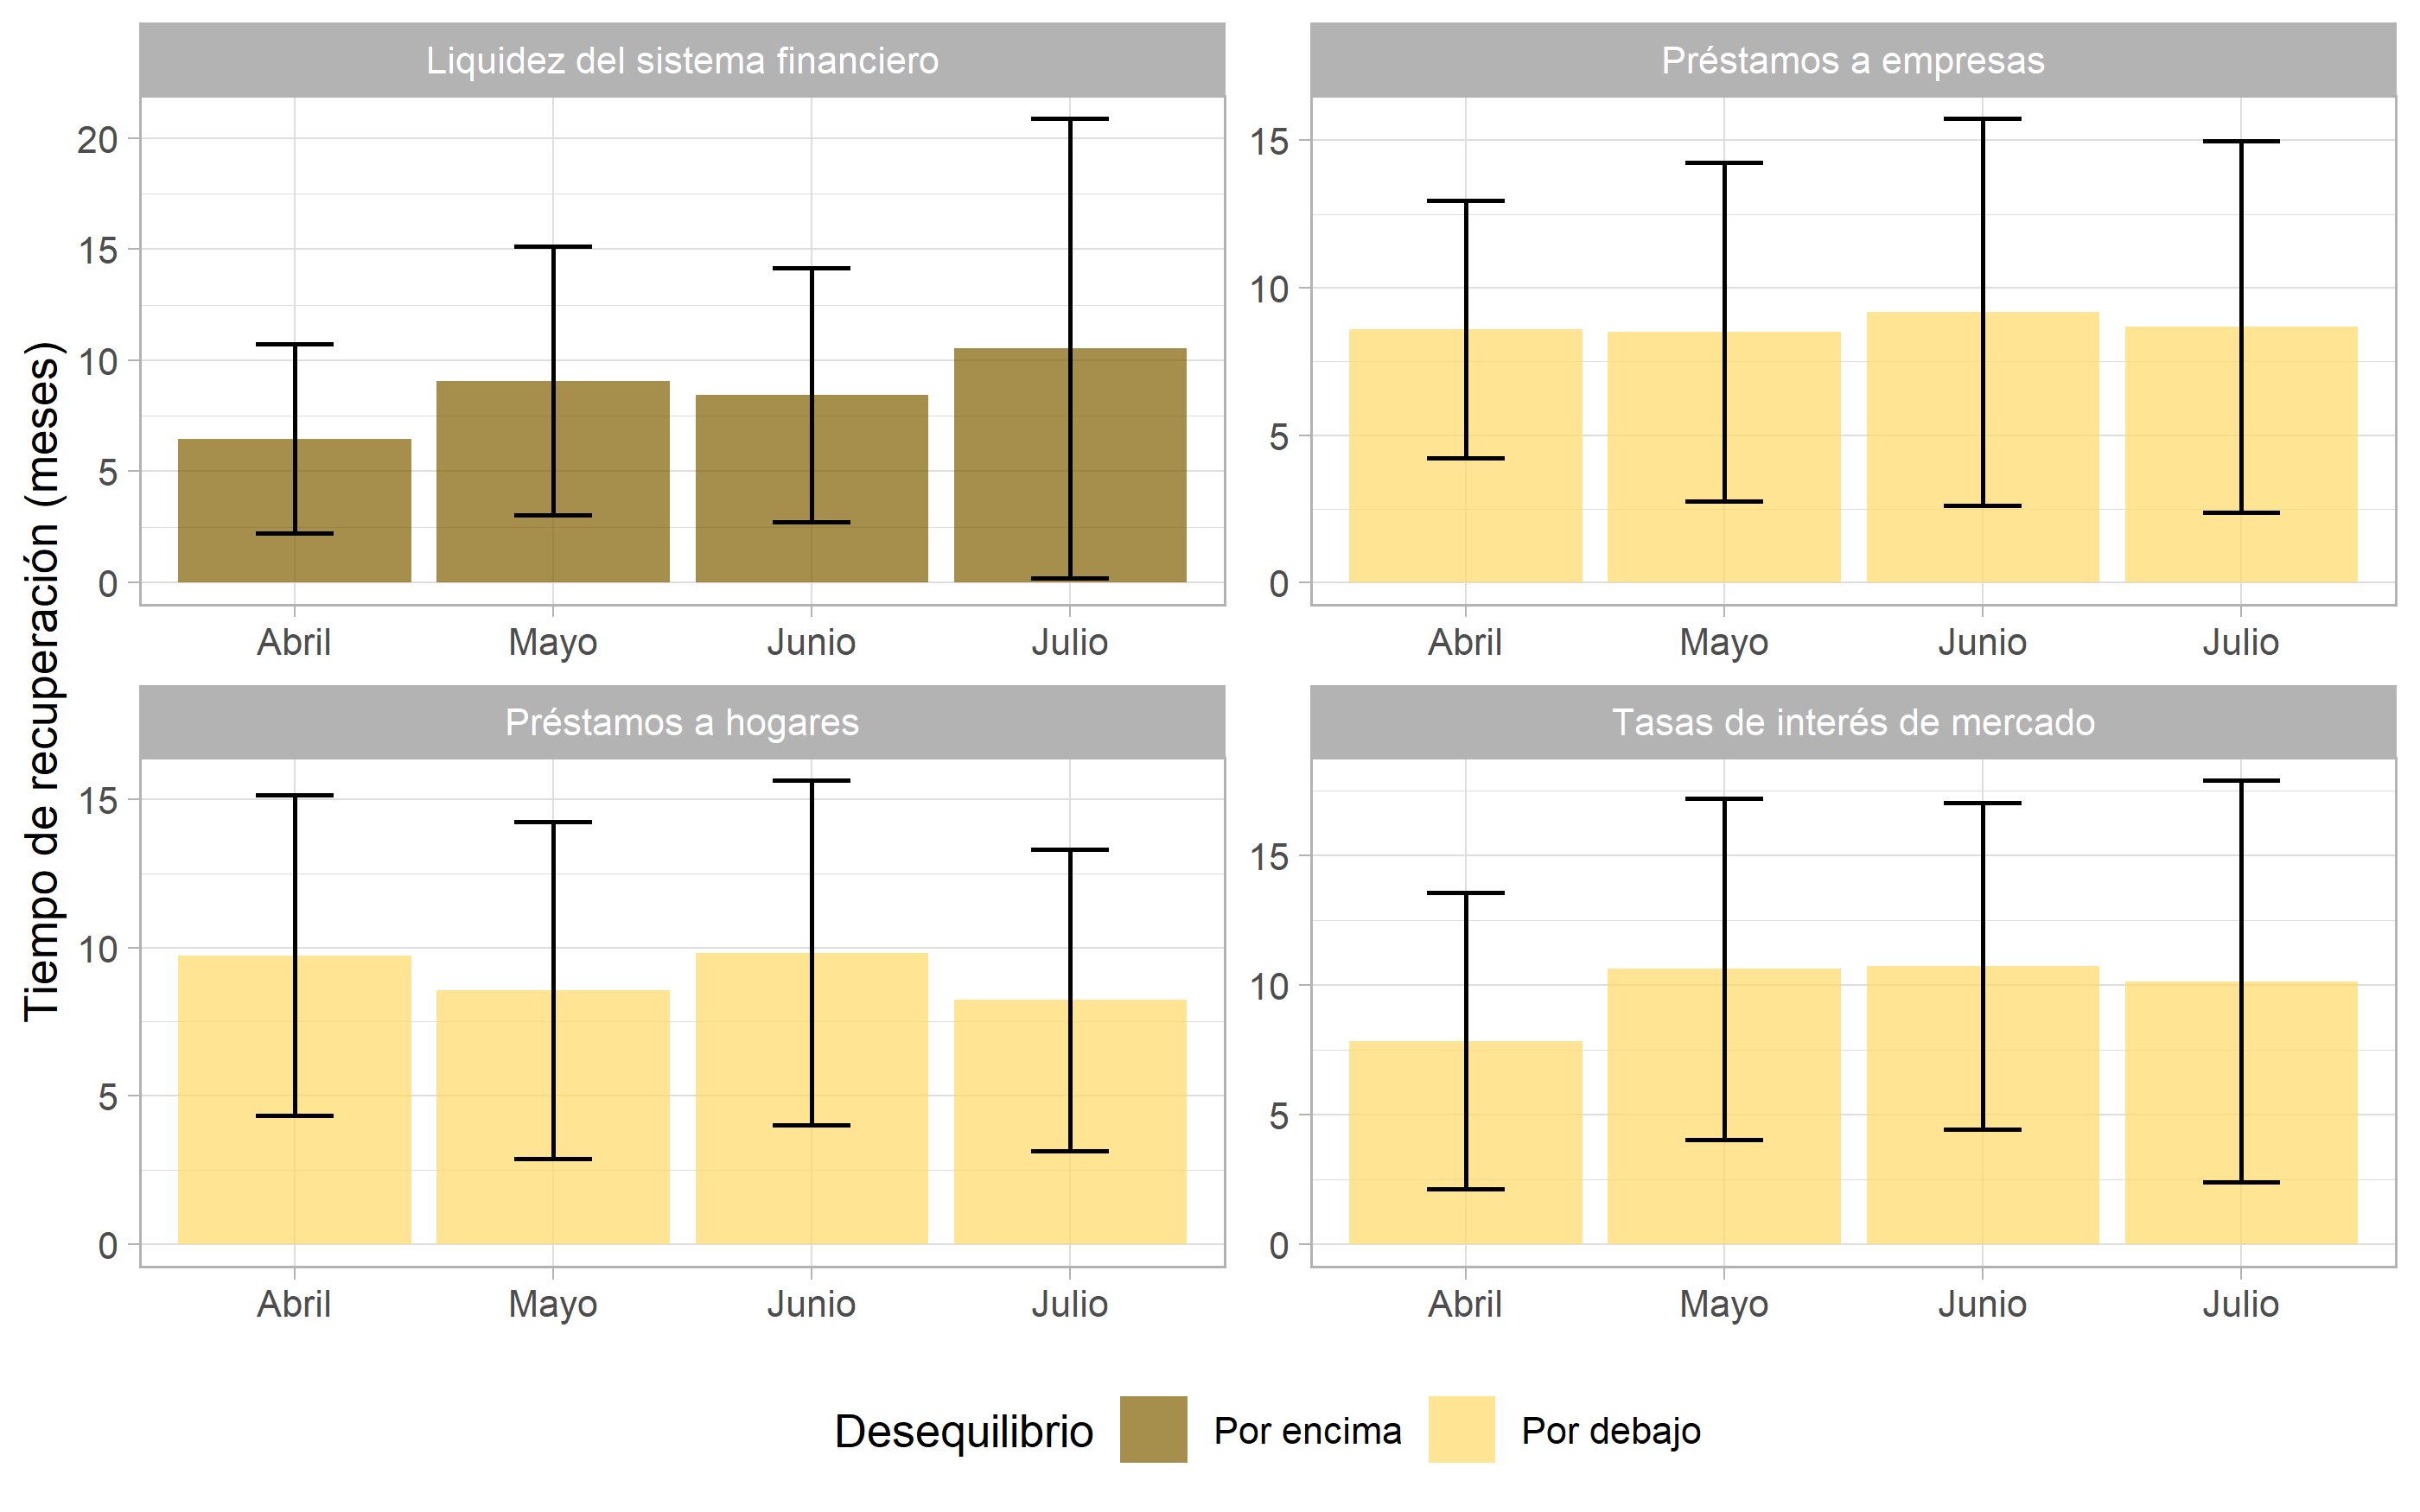 Liquidez del sistema financiero
20
15
10
5
0
Abril Mayo Junio Julio
Préstamos a empresas
15
10
5
0
Abril Mayo Junio Julio
Préstamos a hogares
15
10
5
0
Abril Mayo Junio Julio
Tasas de interés de mercado
15
10
5
0
Abril Mayo Junio Julio
Tiempo de recuperación (meses)
Desequilibrio Por encima Por debajo